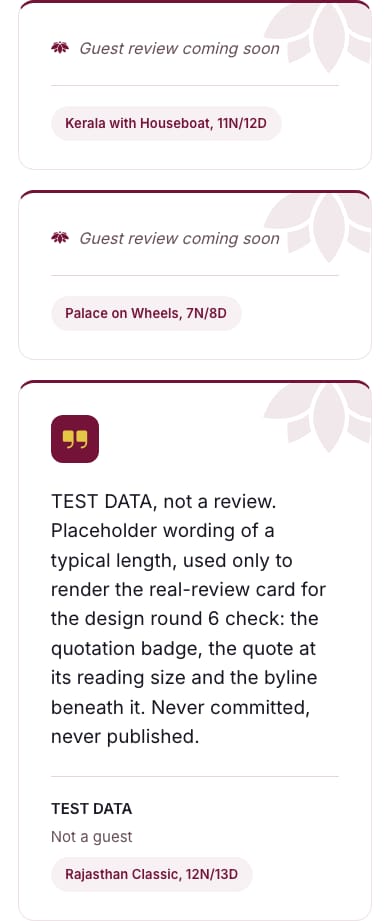 Guest review coming soon
Kerala with Houseboat, 11N/12D
Guest review coming soon
Palace on Wheels, 7N/8D
TEST DATA, not a review.
Placeholder wording of a
typical length, used only to
render the real-review card for
the design round 6 check: the
quotation badge, the quote at
its reading size and the byline
beneath it. Never committed,
never published.
TEST DATA
Not a guest
Rajasthan Classic, 12N/13D